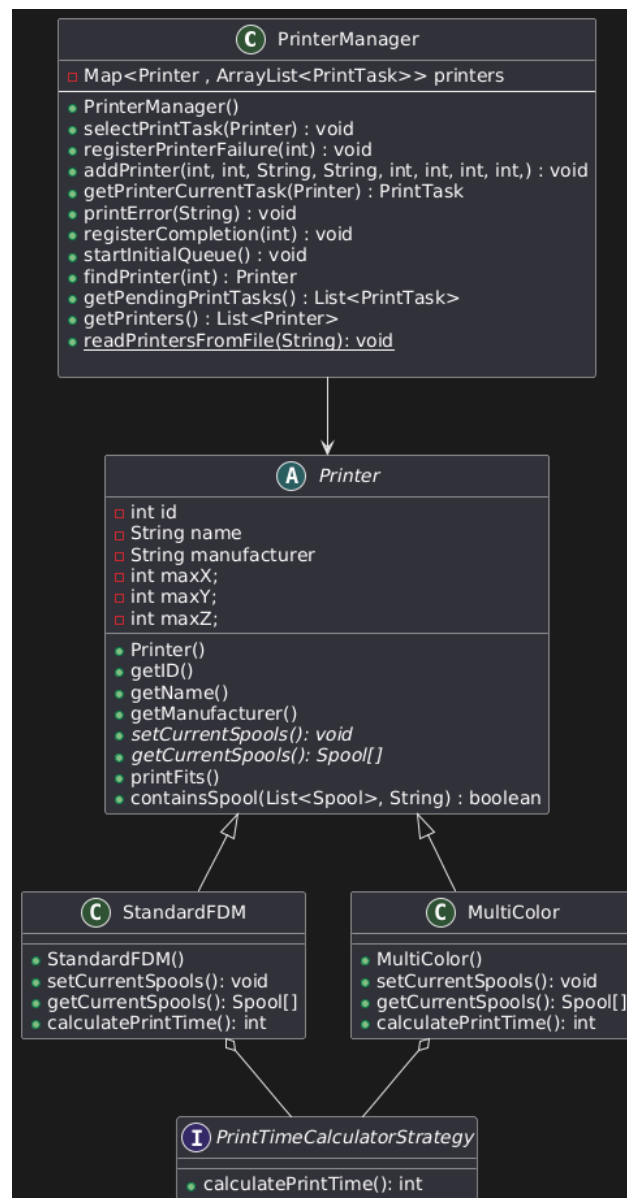 C PrinterManager
Map<Printer , ArrayList<PrintTask>> printers
PrinterManager()
selectPrintTask(Printer) : void
registerPrinterFailure(int) : void
addPrinter(int, int, String, String, int, int, int, int,) : void
getPrinterCurrentTask(Printer) : PrintTask
printError(String) : void
registerCompletion(int) : void
startInitialQueue() : void
findPrinter(int) : Printer
getPendingPrintTasks() : List<PrintTask>
getPrinters() : List<Printer>
readPrintersFromFile(String): void
A Printer
int id
String name
String manufacturer
int maxX;
int maxY;
int maxZ;
Printer()
getID()
getName()
getManufacturer()
setCurrentSpools(): void
getCurrentSpools(): Spool[]
printFits()
containsSpool(List<Spool>, String) : boolean
C StandardFDM
StandardFDM()
setCurrentSpools(): void
getCurrentSpools(): Spool[]
calculatePrintTime(): int
C MultiColor
MultiColor()
setCurrentSpools(): void
getCurrentSpools(): Spool[]
calculatePrintTime(): int
I PrintTimeCalculatorStrategy
calculatePrintTime(): int